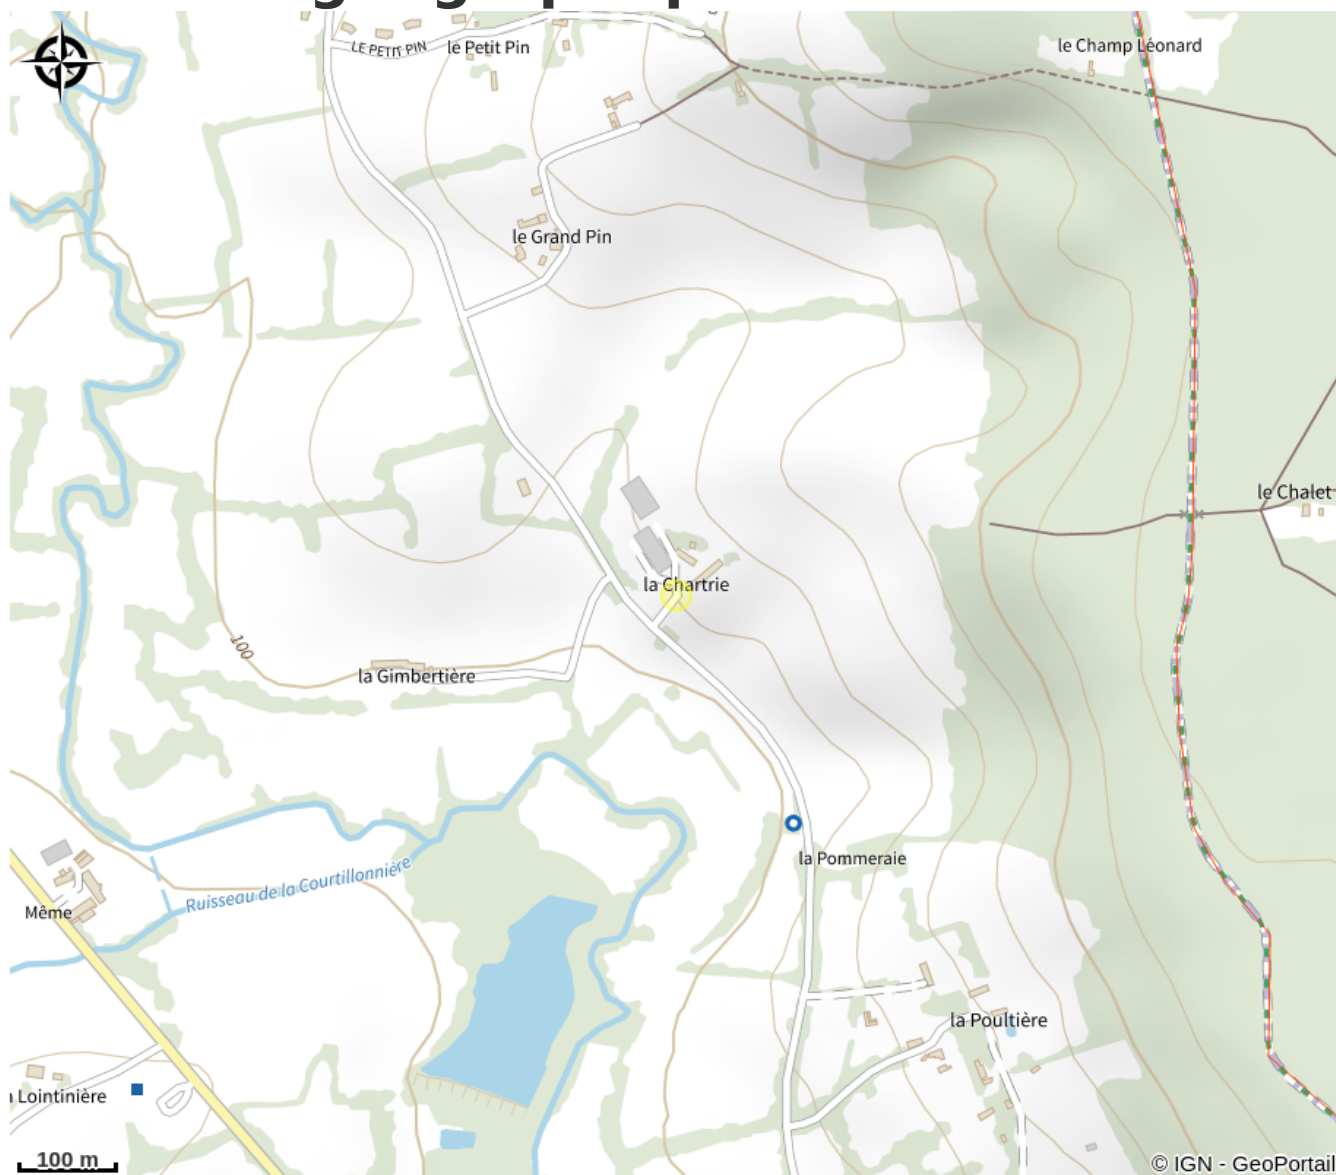 LE PETIT PIN
le Petit Pin
le Champ Léonard
le Grand Pin
le Chalet
la Chartrie
100
la Gimbertière
la Pommeraie
Ruisseau de la Courtillonnière
Même
la Poultière
Lointinière
100 m
© IGN - GeoPortail